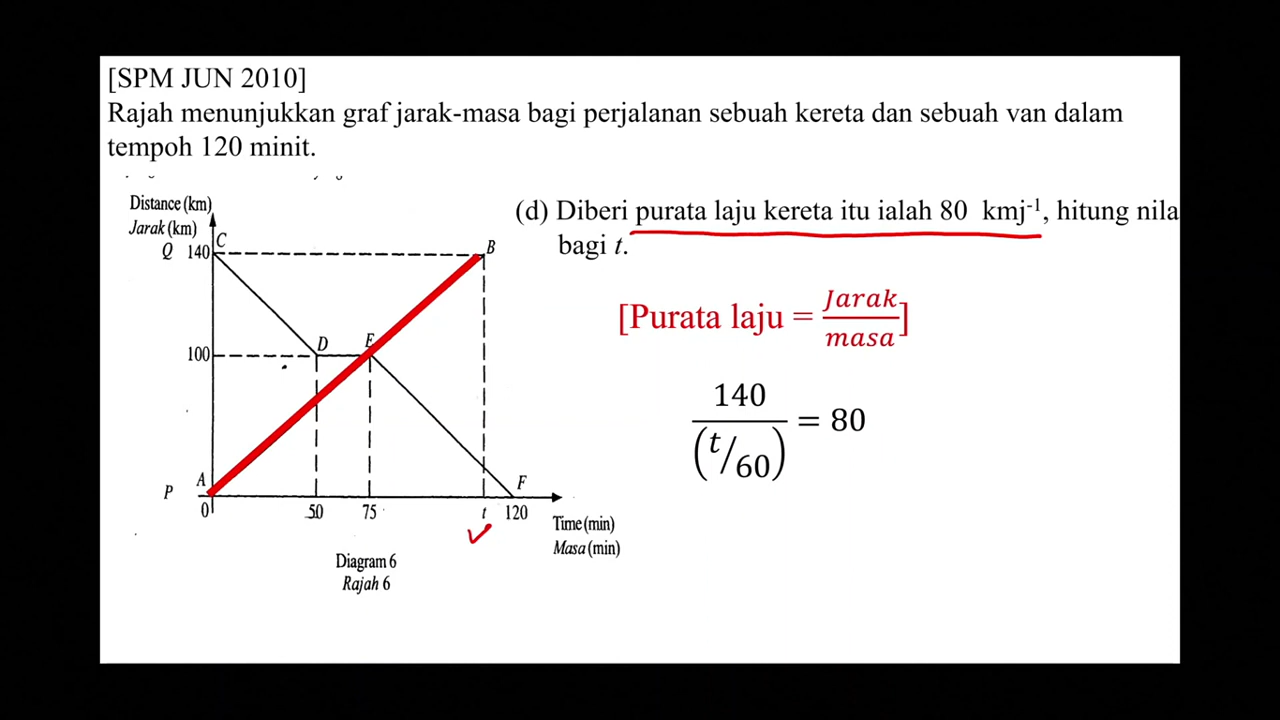 [SPM JUN 2010]
Rajah menunjukkan graf jarak-masa bagi perjalanan sebuah kereta dan sebuah van dalam
tempoh 120 minit.
Distance (km)
Jarak (km)
Q 140 C B
100 D E
P A F
0 50 75 t 120
Time (min)
Masa (min)
Diagram 6
Rajah 6
(d) Diberi purata laju kereta itu ialah 80 kmj⁻¹, hitung nila
bagi t.
[Purata laju = Jarak/masa]
140/(t/60) = 80